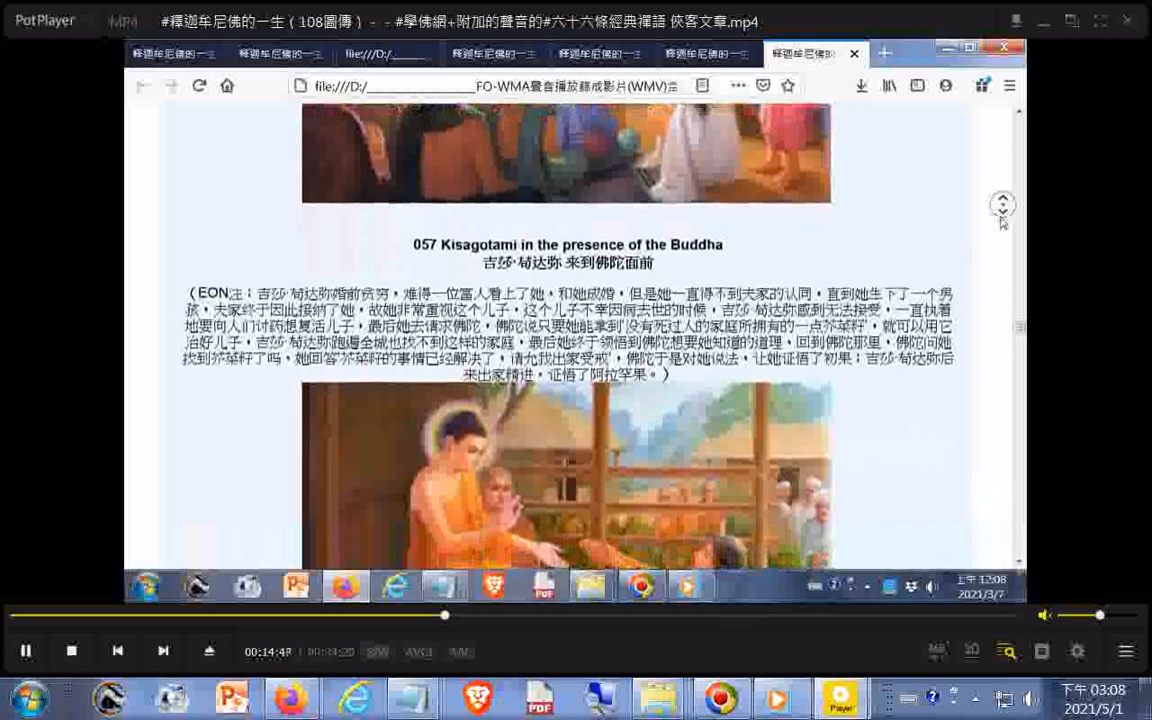 PotPlayer MP4 #釋迦牟尼佛的一生（108圖傳）- - #學佛網+附加的聲音的#六十六條經典禪語 俠客文章.mp4
释迦牟尼佛的一生 释迦牟尼佛的一生 file:///D:/ 释迦牟尼佛的一生 释迦牟尼佛的一生 释迦牟尼佛的一生 释迦牟尼佛的
file:///D:/__________________FO-WMA聲音播放錄成影片(WMV)
057 Kisagotami in the presence of the Buddha
吉莎·茍达弥 来到佛陀面前
（EON注；吉莎·茍达弥婚前贫穷，难得一位富人看上了她，和她成婚，但是她一直得不到夫家的认同，直到她生下了一个男
孩，夫家终于因此接纳了她，故她非常重视这个儿子，这个儿子不幸因病去世的时候，吉莎·茍达弥感到无法接受，一直执着
地要向人们讨药想复活儿子，最后她去请求佛陀，佛陀说只要她能拿到'没有死过人的家庭所拥有的一点芥菜籽'，就可以用它
治好儿子，吉莎·茍达弥跑遍全城也找不到这样的家庭，最后她终于领悟到佛陀想要她知道的道理，回到佛陀那里，佛陀问她
找到芥菜籽了吗，她回答'芥菜籽的事情已经解决了，请允我出家受戒'，佛陀于是对她说法，让她证悟了初果；吉莎·茍达弥后
来出家精进，证悟了阿拉罕果。）
上午 12:08
2021/3/7
00:14:48
下午 03:08
2021/5/1